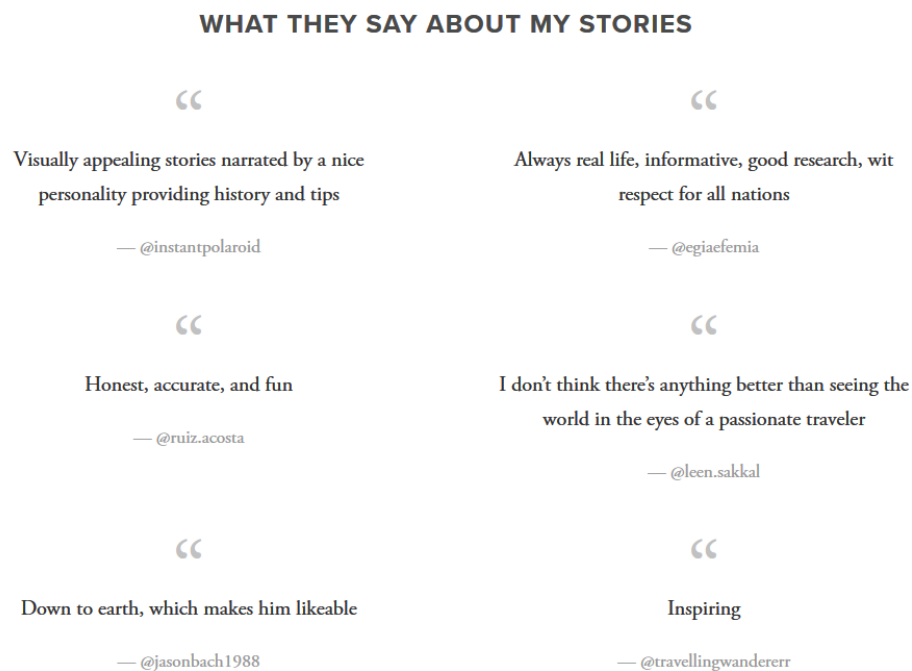 WHAT THEY SAY ABOUT MY STORIES
“
Visually appealing stories narrated by a nice
personality providing history and tips
— @instantpolaroid
“
Always real life, informative, good research, wit
respect for all nations
— @egiaefemia
“
Honest, accurate, and fun
— @ruiz.acosta
“
I don’t think there’s anything better than seeing the
world in the eyes of a passionate traveler
— @leen.sakkal
“
Down to earth, which makes him likeable
— @jasonbach1988
“
Inspiring
— @travellingwandererr